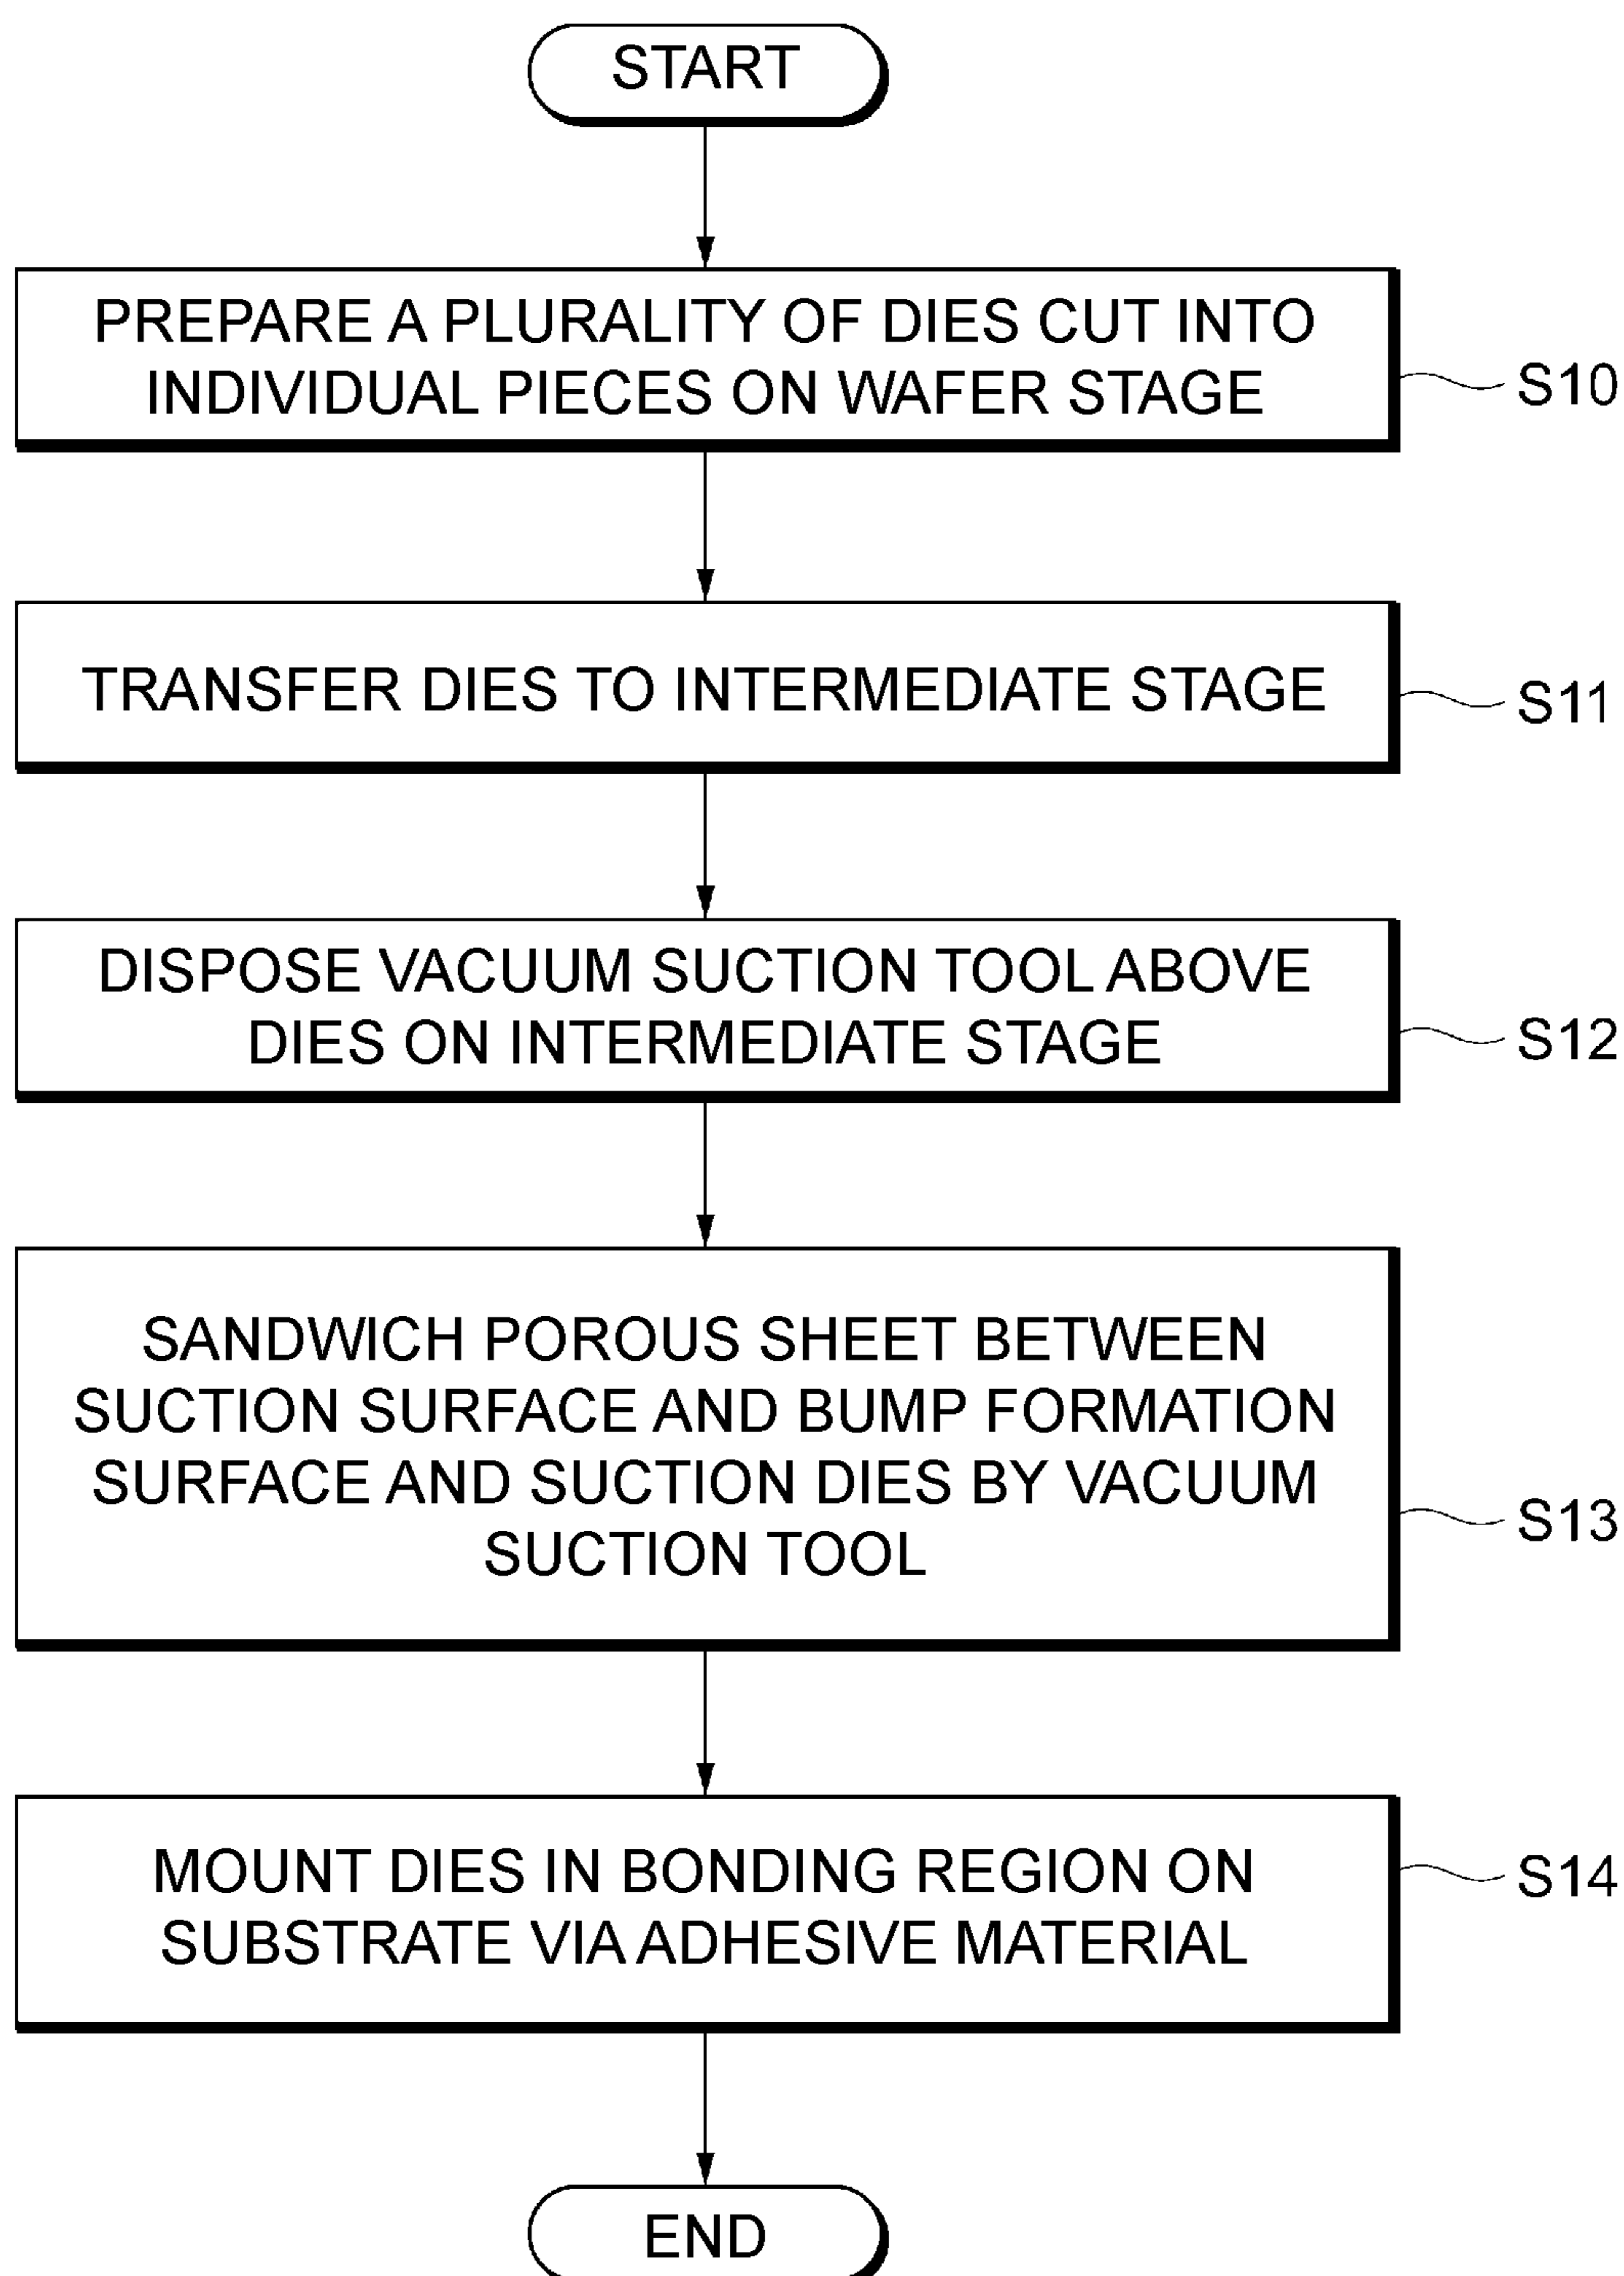 START
PREPARE A PLURALITY OF DIES CUT INTO
INDIVIDUAL PIECES ON WAFER STAGE
S10
TRANSFER DIES TO INTERMEDIATE STAGE
S11
DISPOSE VACUUM SUCTION TOOL ABOVE
DIES ON INTERMEDIATE STAGE
S12
SANDWICH POROUS SHEET BETWEEN
SUCTION SURFACE AND BUMP FORMATION
SURFACE AND SUCTION DIES BY VACUUM
SUCTION TOOL
S13
MOUNT DIES IN BONDING REGION ON
SUBSTRATE VIA ADHESIVE MATERIAL
S14
END